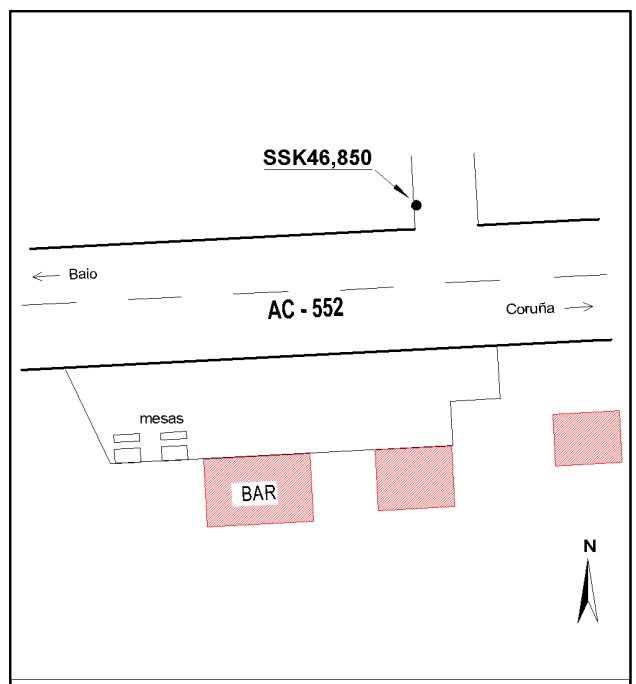 SSK46,850
← Baio
AC - 552
Coruña →
mesas
BAR
N